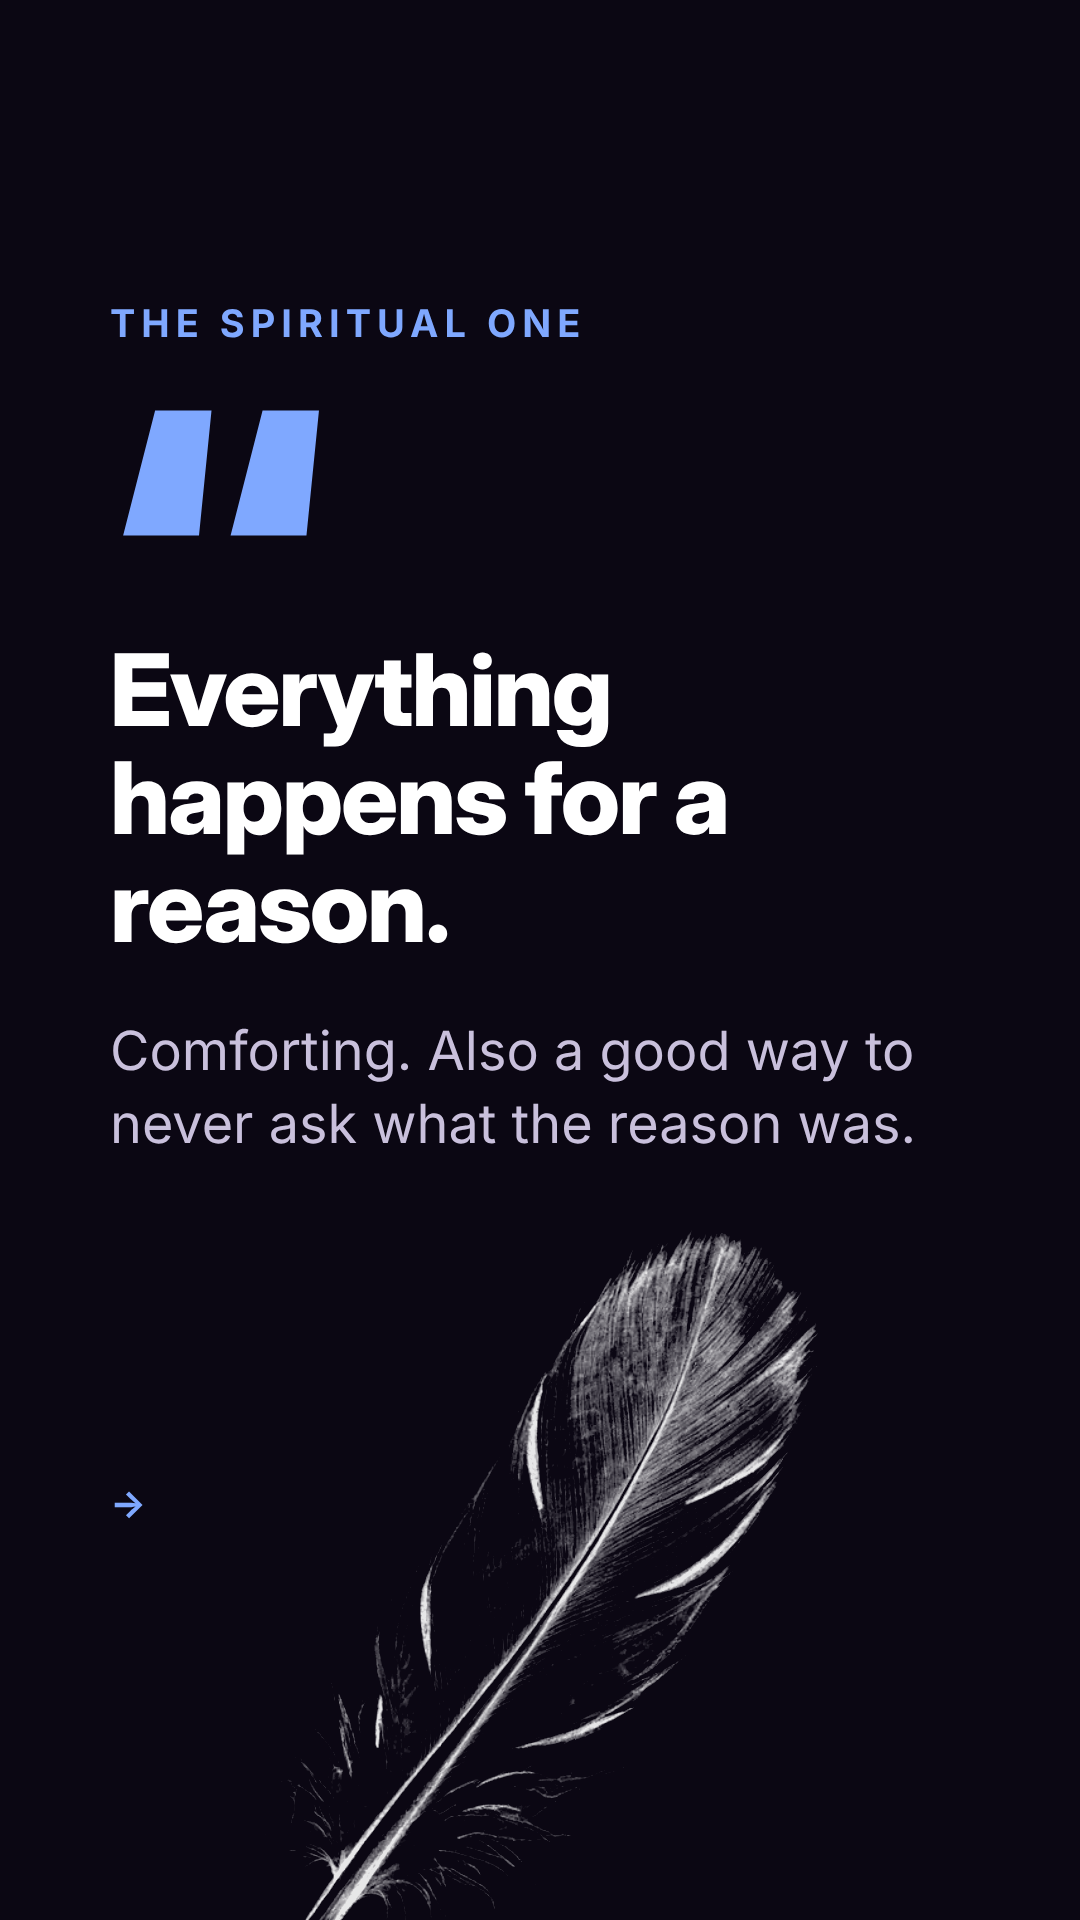 THE SPIRITUAL ONE
"
Everything
happens for a
reason.
Comforting. Also a good way to
never ask what the reason was.
→